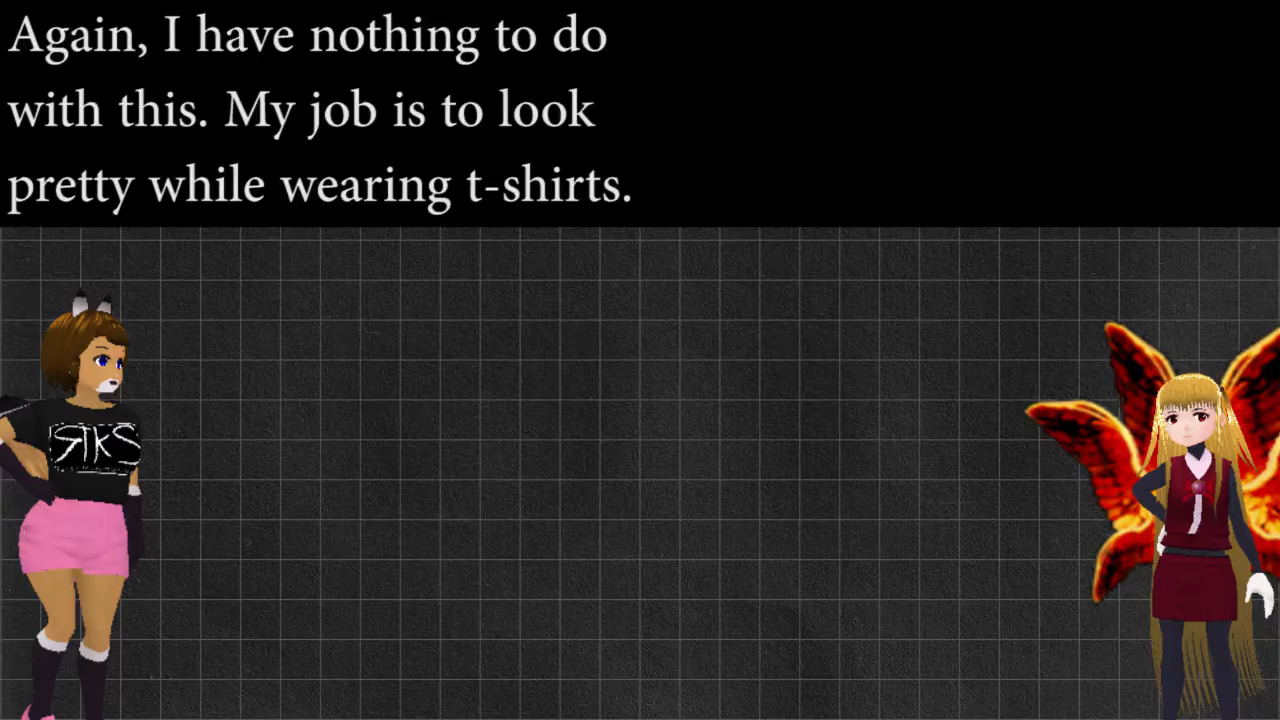 Again, I have nothing to do
with this. My job is to look
pretty while wearing t-shirts.